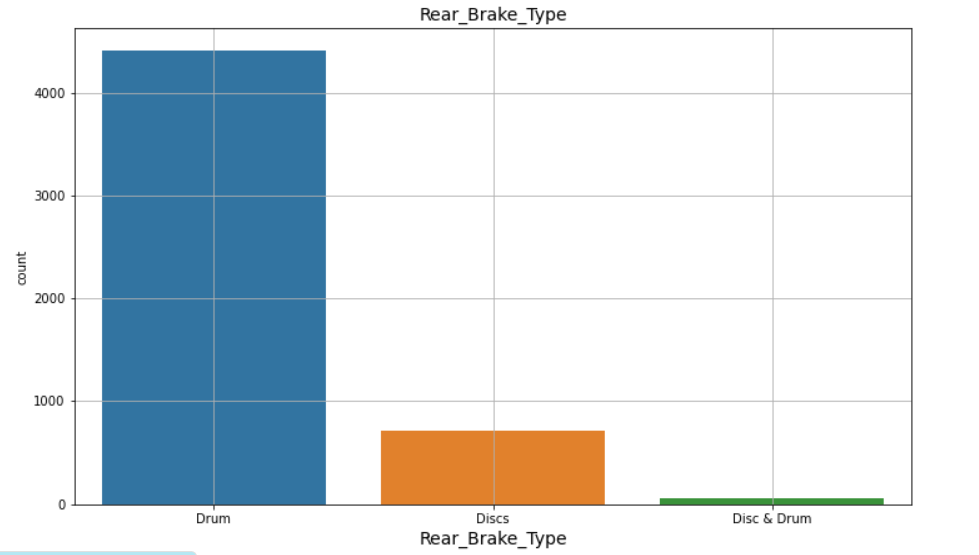 Rear_Brake_Type
4000
3000
2000
1000
0
count
Drum
Discs
Disc & Drum
Rear_Brake_Type